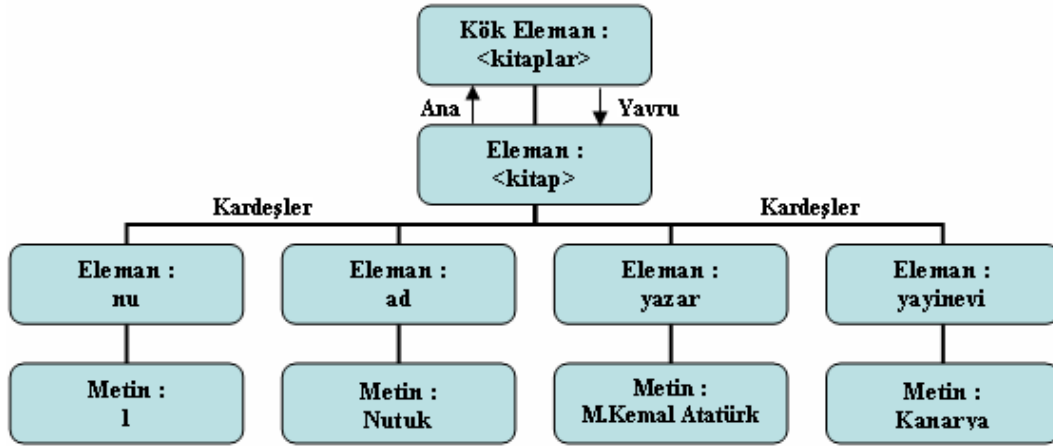 Kök Eleman :
<kitaplar>
Ana
Yavru
Eleman :
<kitap>
Kardeşler
Kardeşler
Eleman :
nu
Eleman :
ad
Eleman :
yazar
Eleman :
yayinevi
Metin :
1
Metin :
Nutuk
Metin :
M.Kemal Atatürk
Metin :
Kanarya